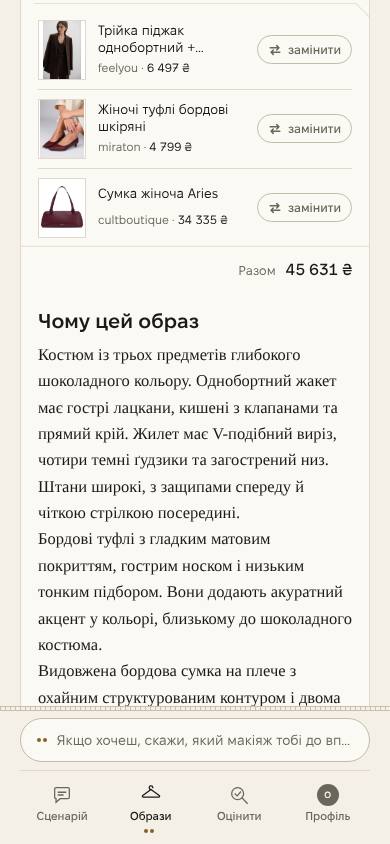 Трійка піджак
однобортний +...
feelyou · 6 497 ₴
замінити
Жіночі туфлі бордові
шкіряні
miraton · 4 799 ₴
замінити
Сумка жіноча Aries
cultboutique · 34 335 ₴
замінити
Разом 45 631 ₴
Чому цей образ
Костюм із трьох предметів глибокого
шоколадного кольору. Однобортний жакет
має гострі лацкани, кишені з клапанами та
прямий крій. Жилет має V-подібний виріз,
чотири темні ґудзики та загострений низ.
Штани широкі, з защипами спереду й
чіткою стрілкою посередині.
Бордові туфлі з гладким матовим
покриттям, гострим носком і низьким
тонким підбором. Вони додають акуратний
акцент у кольорі, близькому до шоколадного
костюма.
Видовжена бордова сумка на плече з
охайним структурованим контуром і двома
Якщо хочеш, скажи, який макіяж тобі до вп...
Сценарій
Образи
Оцінити
О
Профіль